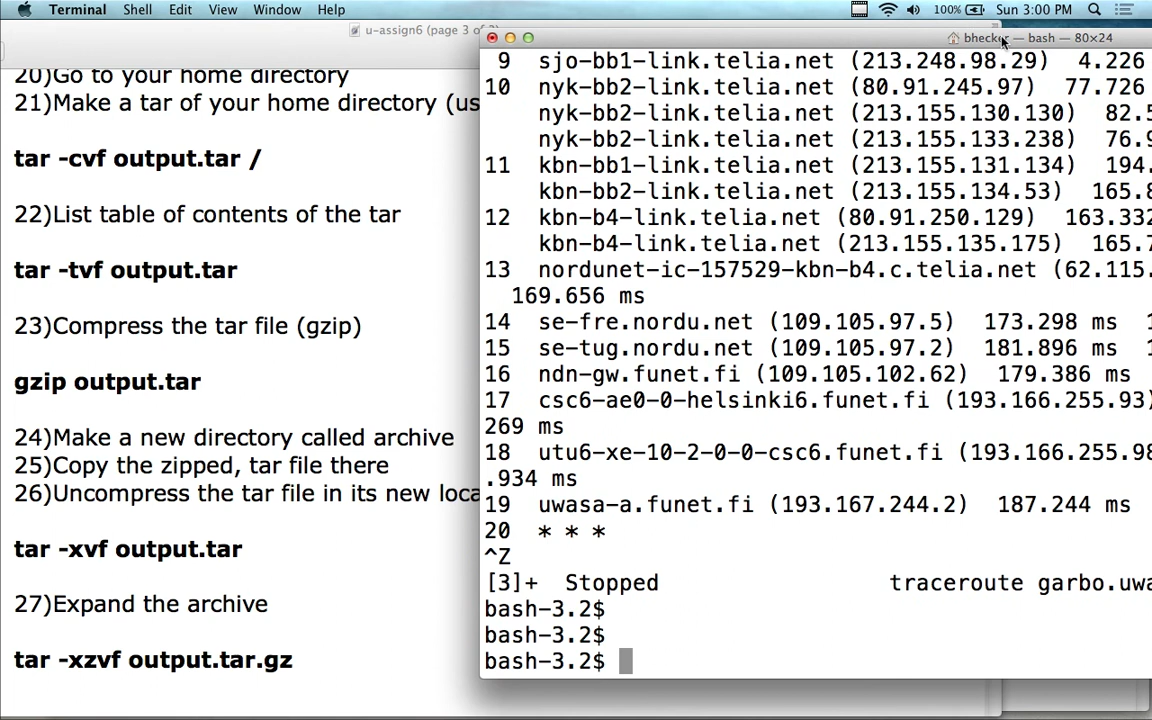 Terminal Shell Edit View Window Help 100% Sun 3:00 PM
u-assign6 (page 3 of
20)Go to your home directory
21)Make a tar of your home directory (us
tar -cvf output.tar /
22)List table of contents of the tar
tar -tvf output.tar
23)Compress the tar file (gzip)
gzip output.tar
24)Make a new directory called archive
25)Copy the zipped, tar file there
26)Uncompress the tar file in its new loca
tar -xvf output.tar
27)Expand the archive
tar -xzvf output.tar.gz
bhecker — bash — 80×24
9 sjo-bb1-link.telia.net (213.248.98.29) 4.226
10 nyk-bb2-link.telia.net (80.91.245.97) 77.726
nyk-bb2-link.telia.net (213.155.130.130) 82.5
nyk-bb2-link.telia.net (213.155.133.238) 76.9
11 kbn-bb1-link.telia.net (213.155.131.134) 194.
kbn-bb2-link.telia.net (213.155.134.53) 165.8
12 kbn-b4-link.telia.net (80.91.250.129) 163.332
kbn-b4-link.telia.net (213.155.135.175) 165.7
13 nordunet-ic-157529-kbn-b4.c.telia.net (62.115.
169.656 ms
14 se-fre.nordu.net (109.105.97.5) 173.298 ms 1
15 se-tug.nordu.net (109.105.97.2) 181.896 ms 1
16 ndn-gw.funet.fi (109.105.102.62) 179.386 ms
17 csc6-ae0-0-helsinki6.funet.fi (193.166.255.93)
269 ms
18 utu6-xe-10-2-0-0-csc6.funet.fi (193.166.255.98
.934 ms
19 uwasa-a.funet.fi (193.167.244.2) 187.244 ms
20 * * *
^Z
[3]+ Stopped traceroute garbo.uwa
bash-3.2$
bash-3.2$
bash-3.2$